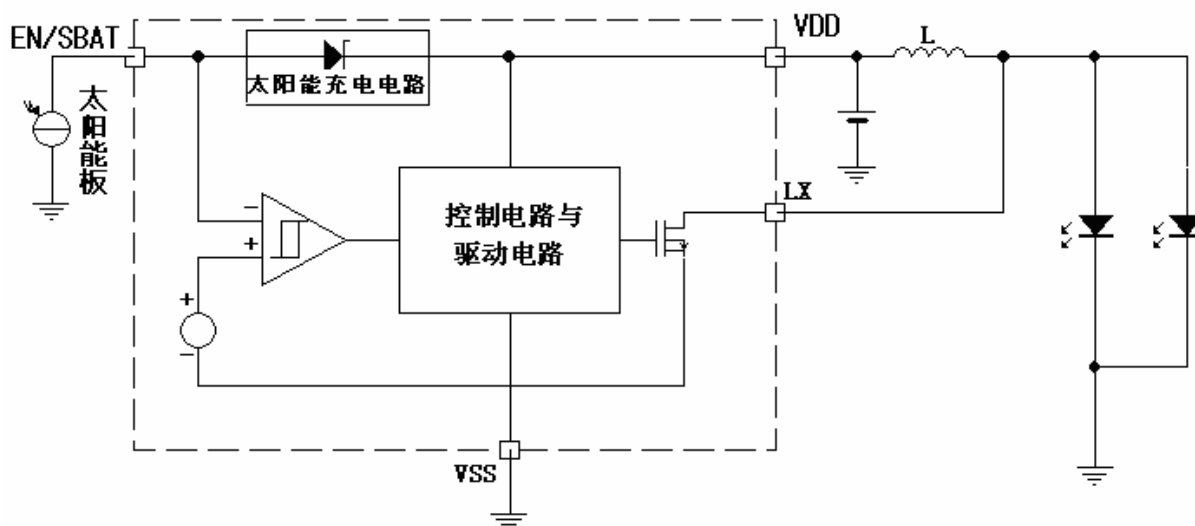 EN/SBAT
VDD
L
太阳能充电电路
太阳能板
LX
控制电路与
驱动电路
−
+
+
−
VSS